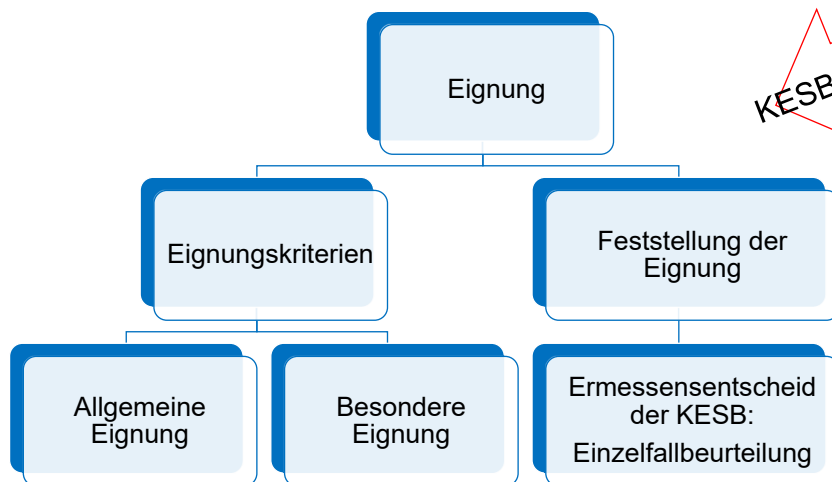 Eignung
KESB
Eignungskriterien
Feststellung der
Eignung
Allgemeine
Eignung
Besondere
Eignung
Ermessensentscheid
der KESB:
Einzelfallbeurteilung